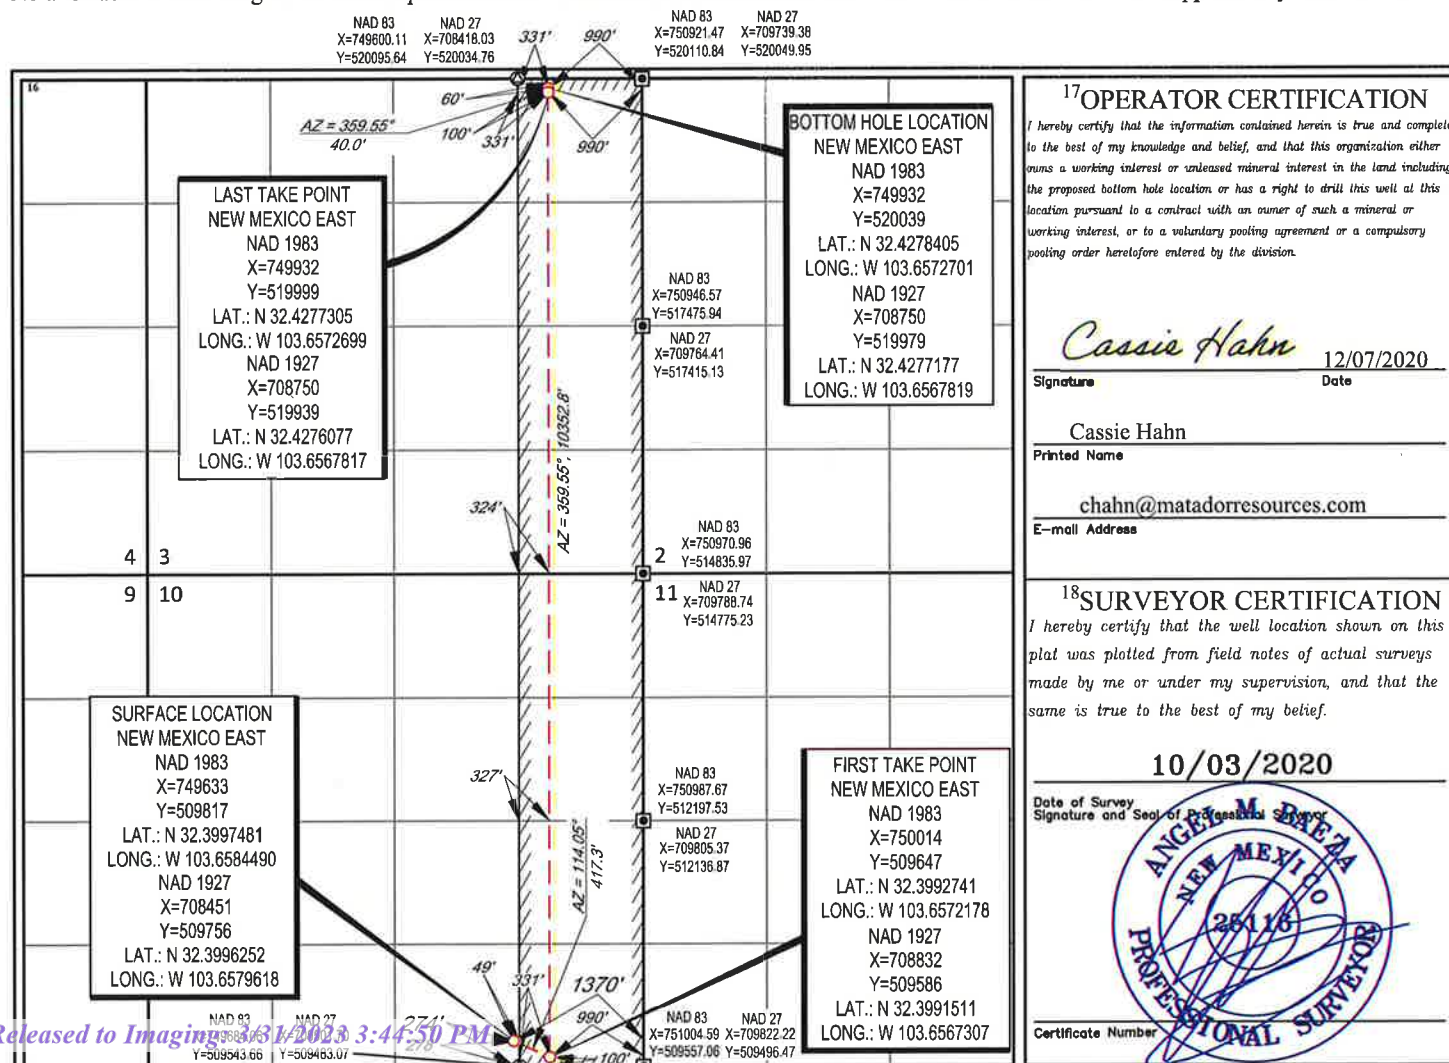 NAD 83 NAD 27
X=749600.11 X=708418.03
Y=520095.64 Y=520034.76
331' 990'
NAD 83 NAD 27
X=750921.47 X=709739.38
Y=520110.84 Y=520049.95
16
60'
AZ = 359.55°
40.0'
100'
331'
990'
LAST TAKE POINT
NEW MEXICO EAST
NAD 1983
X=749932
Y=519999
LAT.: N 32.4277305
LONG.: W 103.6572699
NAD 1927
X=708750
Y=519939
LAT.: N 32.4276077
LONG.: W 103.6567817
BOTTOM HOLE LOCATION
NEW MEXICO EAST
NAD 1983
X=749932
Y=520039
LAT.: N 32.4278405
LONG.: W 103.6572701
NAD 1927
X=708750
Y=519979
LAT.: N 32.4277177
LONG.: W 103.6567819
NAD 83
X=750946.57
Y=517475.94
NAD 27
X=709764.41
Y=517415.13
AZ = 359.55°, 10352.8'
324'
NAD 83
X=750970.96
Y=514835.97
4 3
2
9 10
11
NAD 27
X=709788.74
Y=514775.23
SURFACE LOCATION
NEW MEXICO EAST
NAD 1983
X=749633
Y=509817
LAT.: N 32.3997481
LONG.: W 103.6584490
NAD 1927
X=708451
Y=509756
LAT.: N 32.3996252
LONG.: W 103.6579618
327'
AZ = 114.05°
417.3'
NAD 83
X=750987.67
Y=512197.53
NAD 27
X=709805.37
Y=512136.87
FIRST TAKE POINT
NEW MEXICO EAST
NAD 1983
X=750014
Y=509647
LAT.: N 32.3992741
LONG.: W 103.6572178
NAD 1927
X=708832
Y=509586
LAT.: N 32.3991511
LONG.: W 103.6567307
49'
331'
1370'
990'
100'
NAD 83 NAD 27
Y=509543.66 Y=509483.07
NAD 83 NAD 27
X=751004.59 X=709822.22
Y=509557.06 Y=509496.47
Released to Imaging: 3/31/2023 3:44:50 PM
17OPERATOR CERTIFICATION
I hereby certify that the information contained herein is true and complete
to the best of my knowledge and belief, and that this organization either
owns a working interest or unleased mineral interest in the land including
the proposed bottom hole location or has a right to drill this well at this
location pursuant to a contract with an owner of such a mineral or
working interest, or to a voluntary pooling agreement or a compulsory
pooling order heretofore entered by the division.
Cassie Hahn 12/07/2020
Signature Date
Cassie Hahn
Printed Name
chahn@matadorresources.com
E-mail Address
18SURVEYOR CERTIFICATION
I hereby certify that the well location shown on this
plat was plotted from field notes of actual surveys
made by me or under my supervision, and that the
same is true to the best of my belief.
10/03/2020
Date of Survey
Signature and Seal of Professional Surveyor
ANGEL M. BAEZA
NEW MEXICO
25116
PROFESSIONAL SURVEYOR
Certificate Number